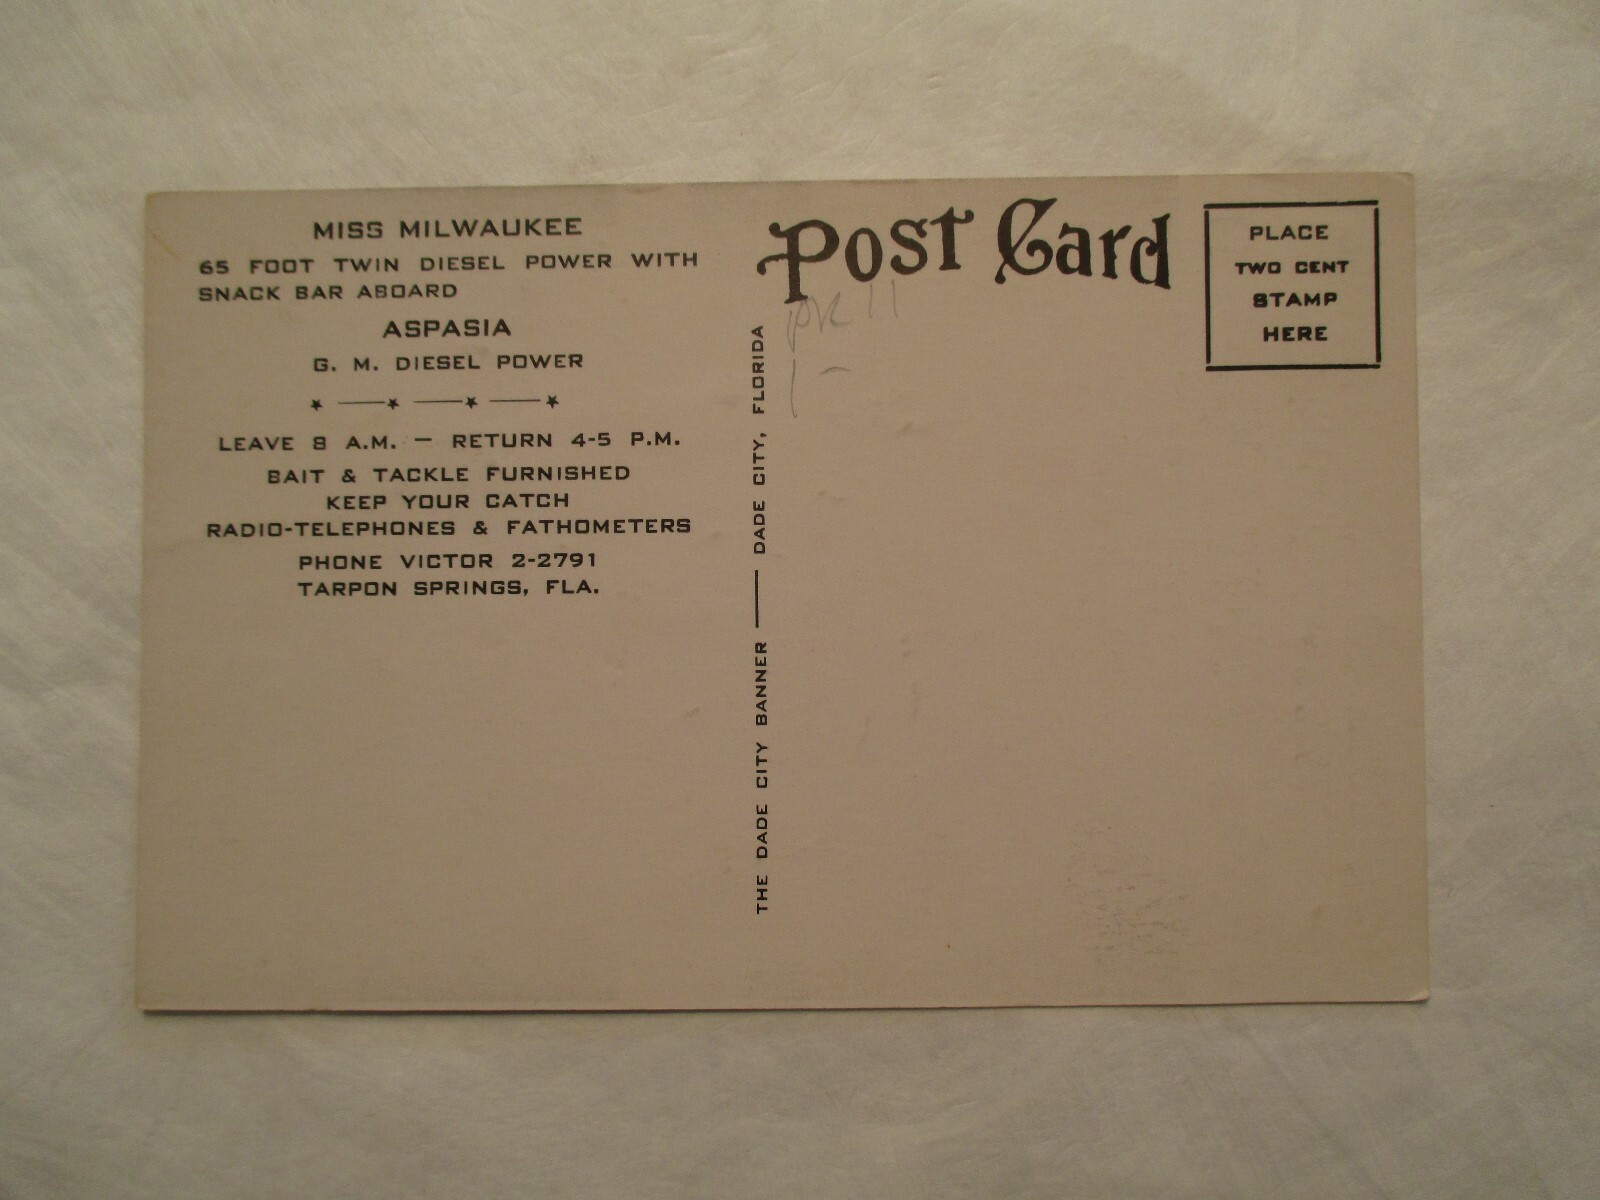 MISS MILWAUKEE
65 FOOT TWIN DIESEL POWER WITH
SNACK BAR ABOARD
ASPASIA
G. M. DIESEL POWER
LEAVE 8 A.M. — RETURN 4-5 P.M.
BAIT & TACKLE FURNISHED
KEEP YOUR CATCH
RADIO-TELEPHONES & FATHOMETERS
PHONE VICTOR 2-2791
TARPON SPRINGS, FLA.
THE DADE CITY BANNER —— DADE CITY, FLORIDA
Post Card
PLACE
TWO CENT
STAMP
HERE
1-